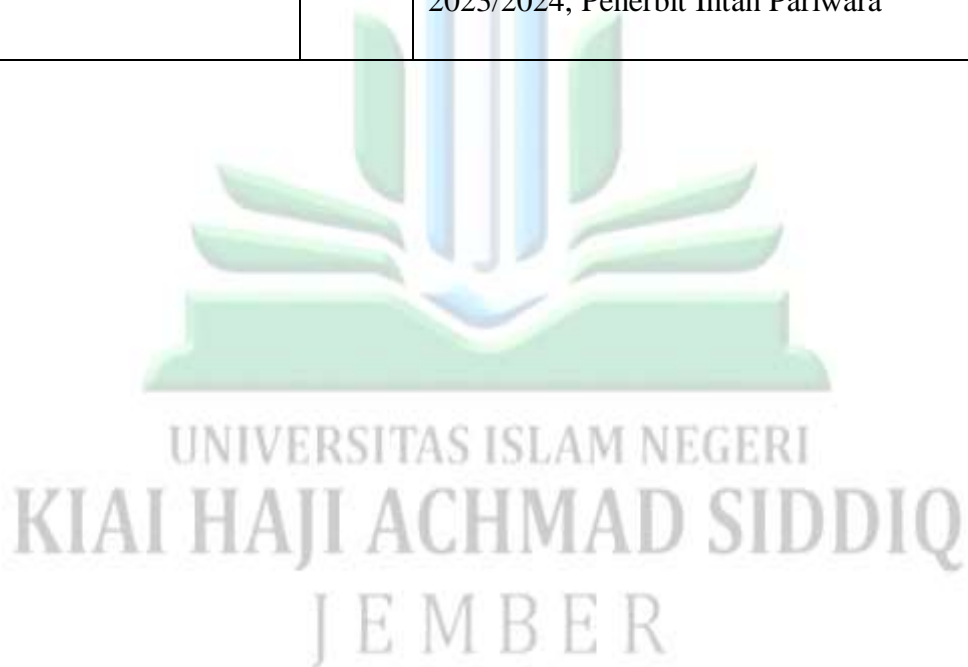 2023/2024, Penerbit Intan Pariwara
UNIVERSITAS ISLAM NEGERI
KIAI HAJI ACHMAD SIDDIQ
JEMBER